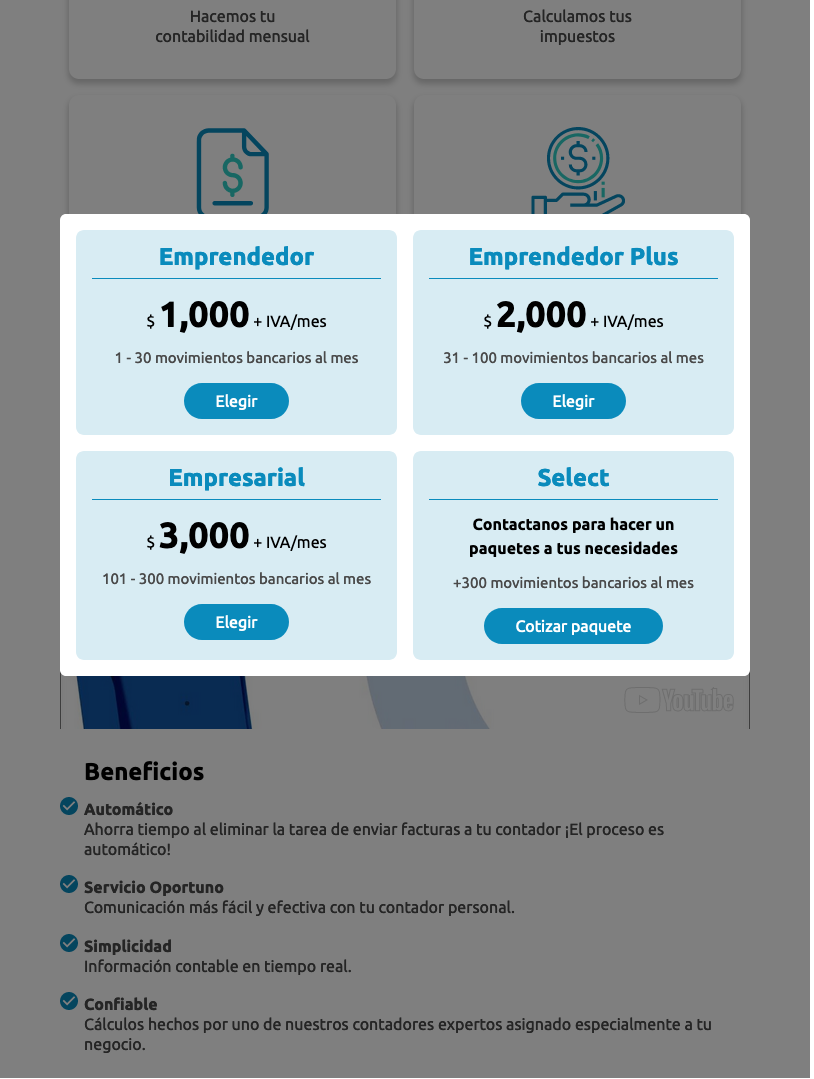 Hacemos tu
contabilidad mensual
Calculamos tus
impuestos
$
$
Emprendedor
$ 1,000 + IVA/mes
1 - 30 movimientos bancarios al mes
Elegir
Emprendedor Plus
$ 2,000 + IVA/mes
31 - 100 movimientos bancarios al mes
Elegir
Empresarial
$ 3,000 + IVA/mes
101 - 300 movimientos bancarios al mes
Elegir
Select
Contactanos para hacer un
paquetes a tus necesidades
+300 movimientos bancarios al mes
Cotizar paquete
YouTube
Beneficios
Automático
Ahorra tiempo al eliminar la tarea de enviar facturas a tu contador ¡El proceso es
automático!
Servicio Oportuno
Comunicación más fácil y efectiva con tu contador personal.
Simplicidad
Información contable en tiempo real.
Confiable
Cálculos hechos por uno de nuestros contadores expertos asignado especialmente a tu
negocio.